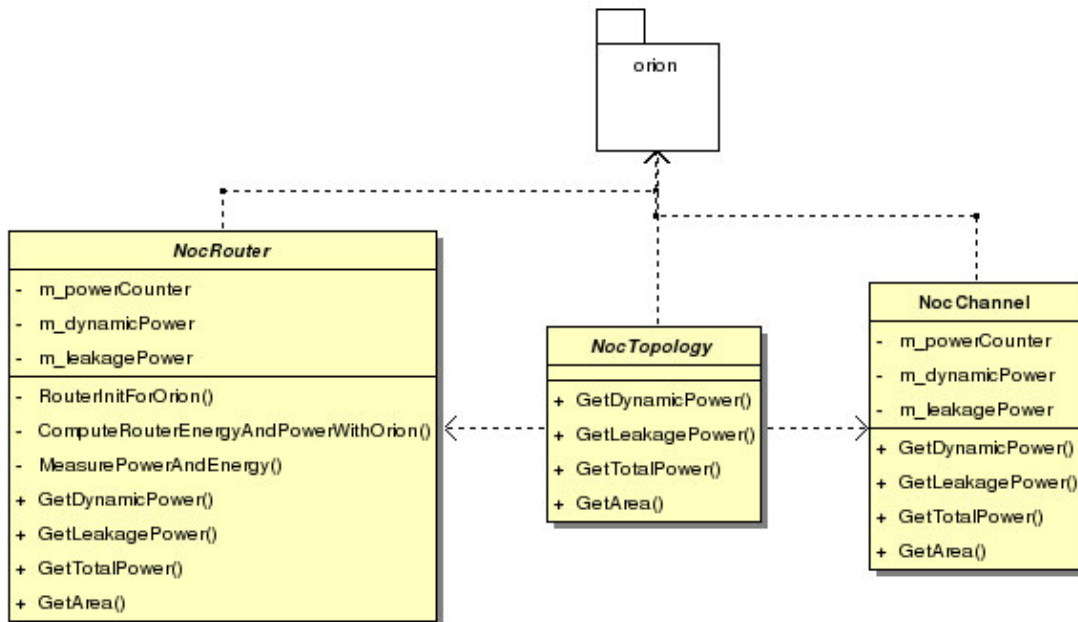 orion
NocRouter
- m_powerCounter
- m_dynamicPower
- m_leakagePower
- RouterInitForOrion()
- ComputeRouterEnergyAndPowerWithOrion()
- MeasurePowerAndEnergy()
+ GetDynamicPower()
+ GetLeakagePower()
+ GetTotalPower()
+ GetArea()
NocTopology
+ GetDynamicPower()
+ GetLeakagePower()
+ GetTotalPower()
+ GetArea()
NocChannel
- m_powerCounter
- m_dynamicPower
- m_leakagePower
+ GetDynamicPower()
+ GetLeakagePower()
+ GetTotalPower()
+ GetArea()